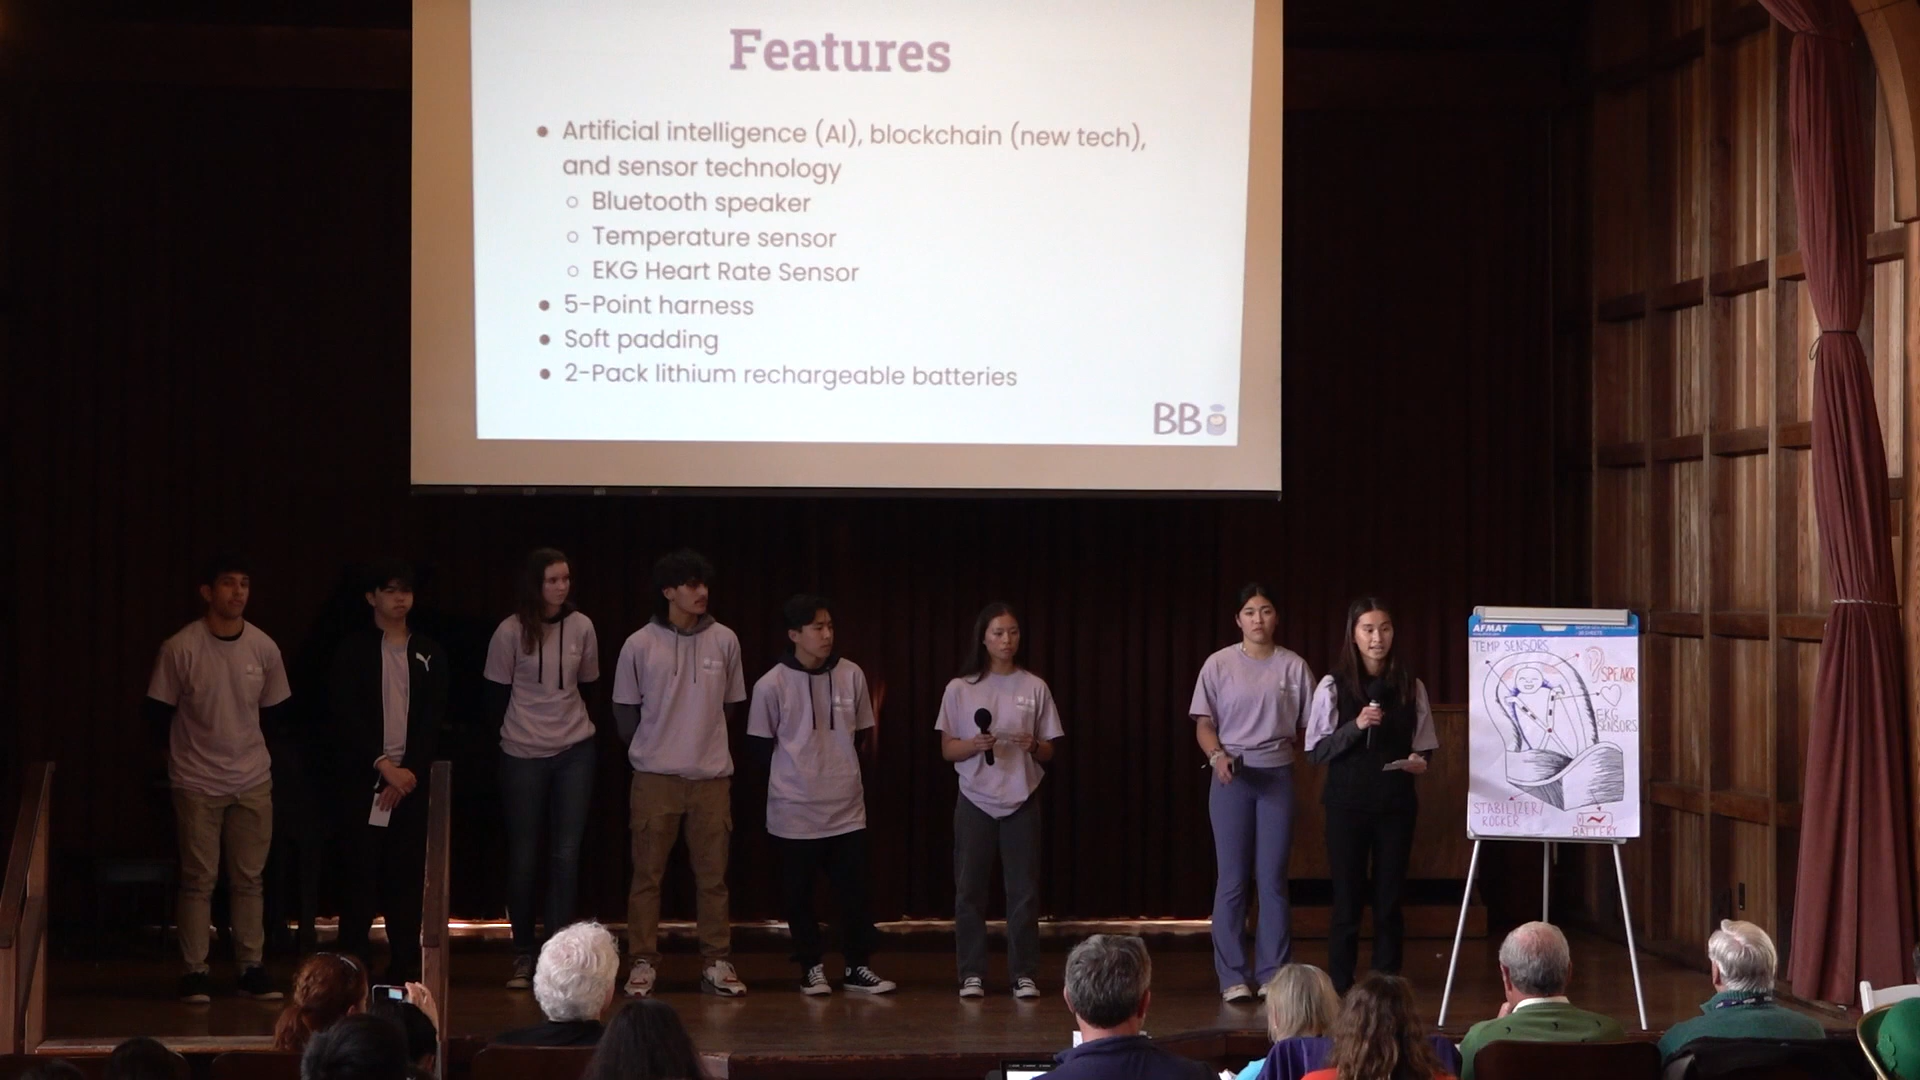 Features
Artificial intelligence (AI), blockchain (new tech),
and sensor technology
Bluetooth speaker
Temperature sensor
EKG Heart Rate Sensor
5-Point harness
Soft padding
2-Pack lithium rechargeable batteries
BB
AFMAT
TEMP SENSORS
SPEAKR
EKG
SENSORS
STABILIZER/
ROCKER
BATTERY